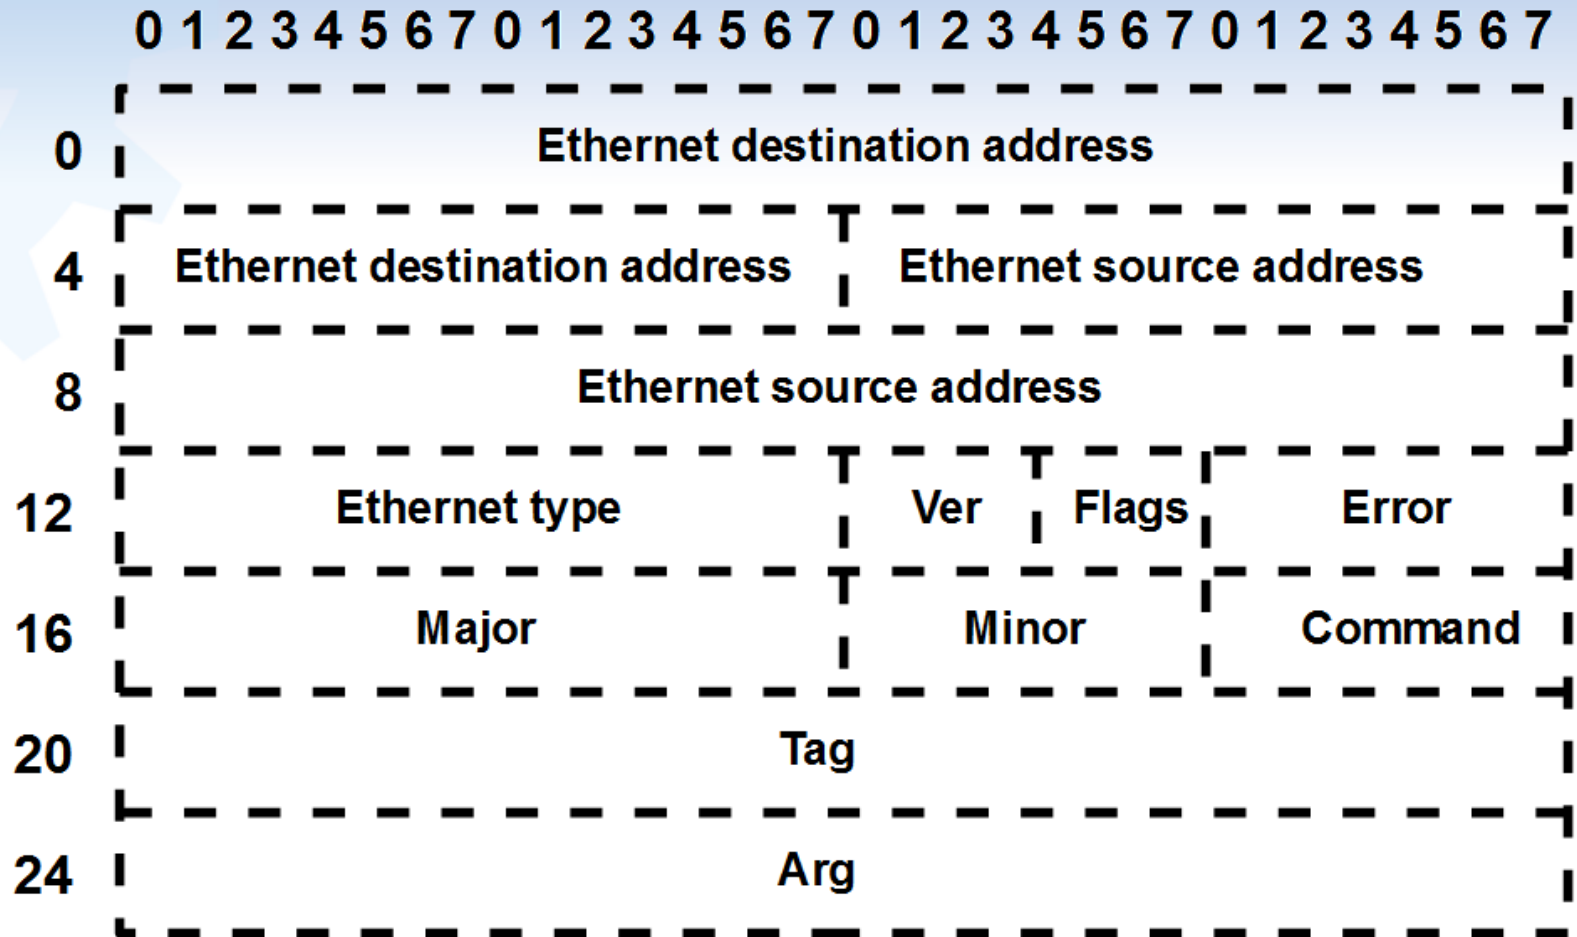 0 1 2 3 4 5 6 7 0 1 2 3 4 5 6 7 0 1 2 3 4 5 6 7 0 1 2 3 4 5 6 7
0 Ethernet destination address
4 Ethernet destination address Ethernet source address
8 Ethernet source address
12 Ethernet type Ver Flags Error
16 Major Minor Command
20 Tag
24 Arg